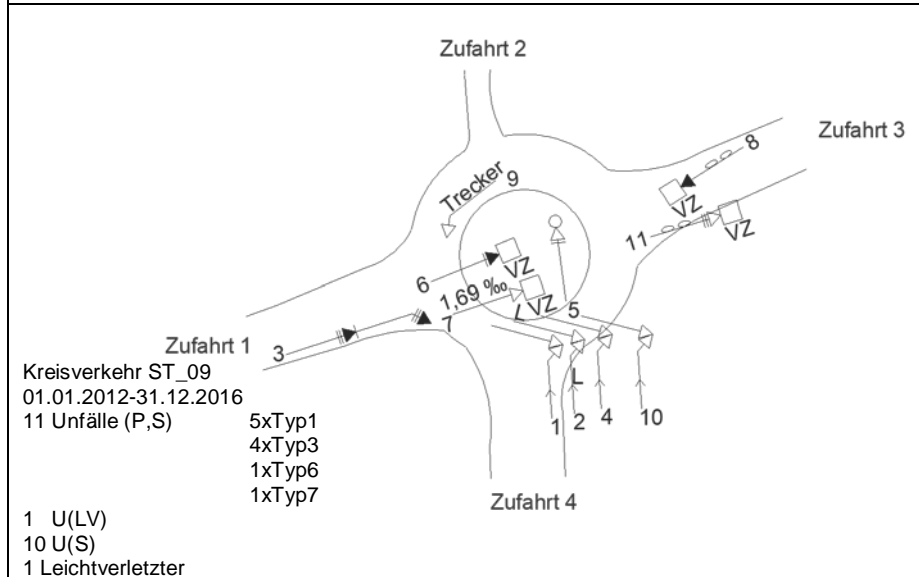 Zufahrt 2
Zufahrt 3
8
Trecker
9
VZ
VZ
11
6
VZ
1,69 ‰
VZ
L
5
7
Zufahrt 1
3
L
1
2
4
10
Kreisverkehr ST_09
01.01.2012-31.12.2016
11 Unfälle (P,S) 5xTyp1
4xTyp3
1xTyp6
1xTyp7
Zufahrt 4
1 U(LV)
10 U(S)
1 Leichtverletzter